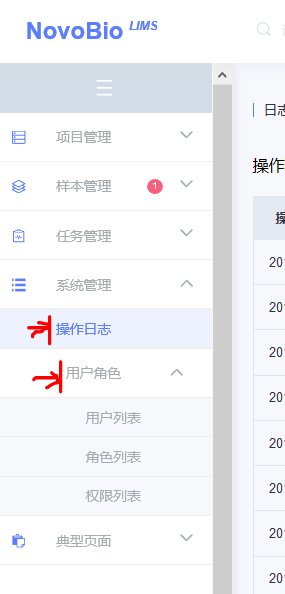 NovoBio LIMS
日志
项目管理
操作
样本管理 1
任务管理
系统管理
操作日志
用户角色
用户列表
角色列表
权限列表
典型页面